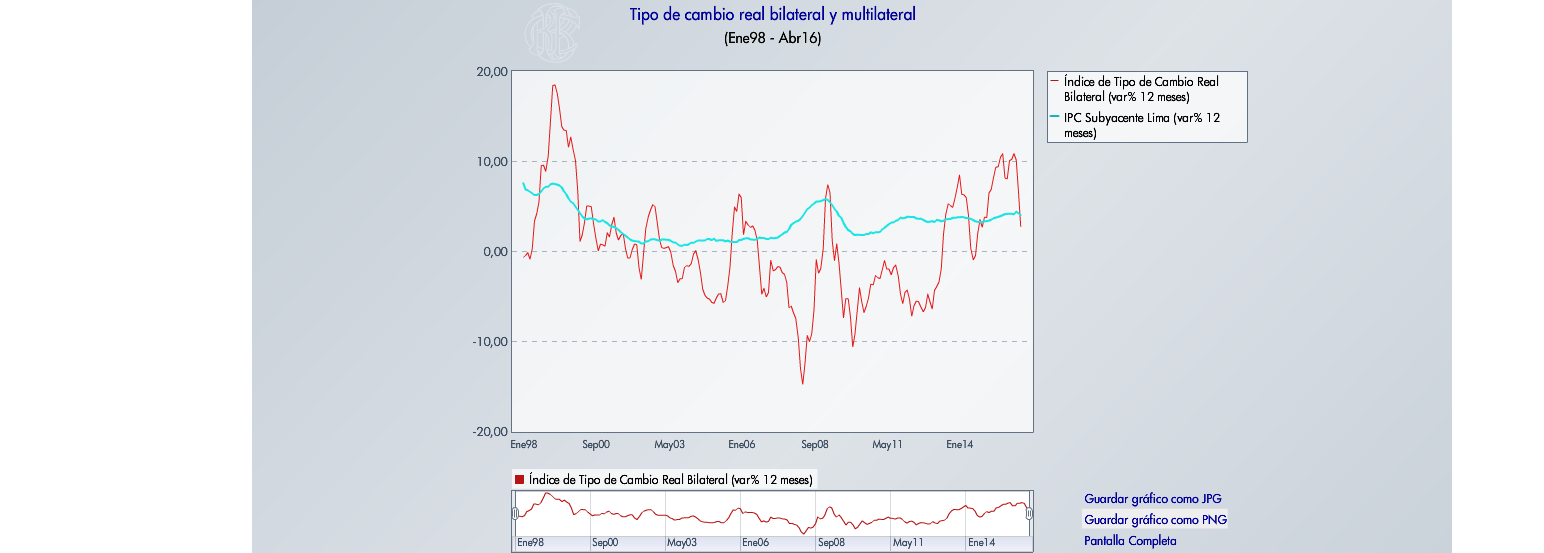 Tipo de cambio real bilateral y multilateral
(Ene98 - Abr16)
20,00
10,00
0,00
-10,00
-20,00
Ene98 Sep00 May03 Ene06 Sep08 May11 Ene14
Índice de Tipo de Cambio Real
Bilateral (var% 12 meses)
IPC Subyacente Lima (var% 12
meses)
Índice de Tipo de Cambio Real Bilateral (var% 12 meses)
Ene98 Sep00 May03 Ene06 Sep08 May11 Ene14
Guardar gráfico como JPG
Guardar gráfico como PNG
Pantalla Completa